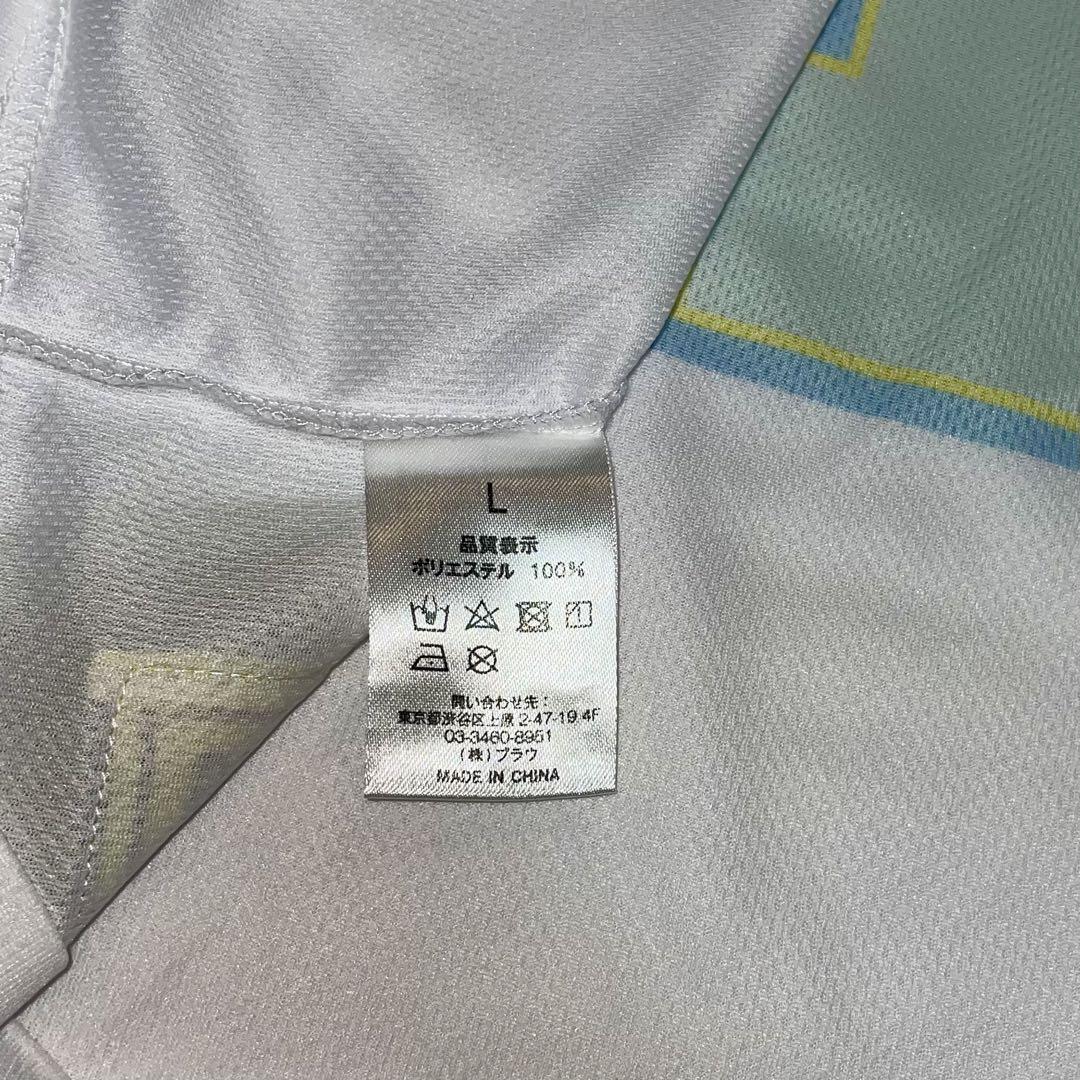 L
品質表示
ポリエステル 100%
問い合わせ先：
東京都渋谷区上原 2-47-19 4F
03-3460-8951
(株)プラウ
MADE IN CHINA